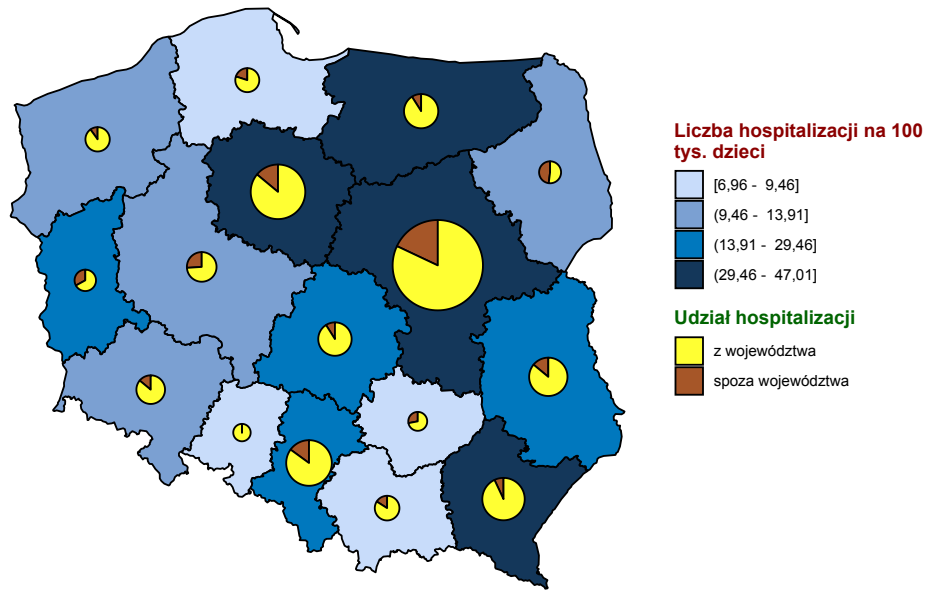 Liczba hospitalizacji na 100
tys. dzieci
[6,96 - 9,46]
(9,46 - 13,91]
(13,91 - 29,46]
(29,46 - 47,01]
Udział hospitalizacji
z województwa
spoza województwa